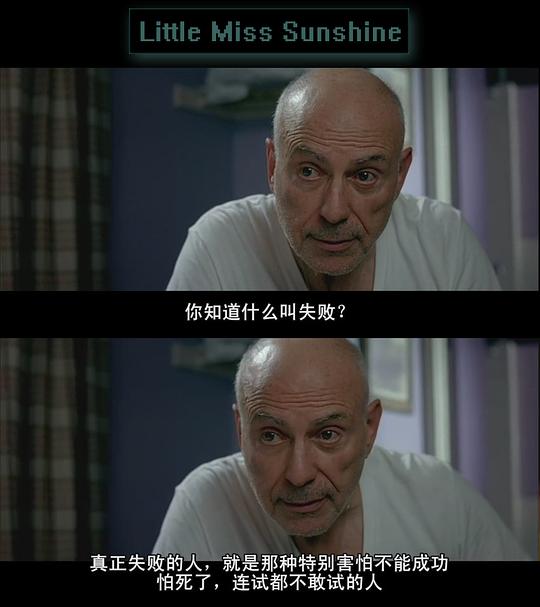 Little Miss Sunshine
你知道什么叫失败？
真正失败的人，就是那种特别害怕不能成功
怕死了，连试都不敢试的人